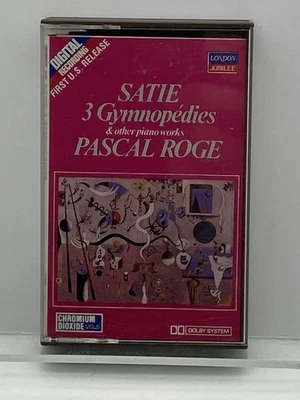 DIGITAL
RECORDING
FIRST U.S. RELEASE
LONDON
JUBILEE
SATIE
3 Gymnopédies
& other piano works
PASCAL ROGE
CHROMIUM
DIOXIDE
DOLBY SYSTEM